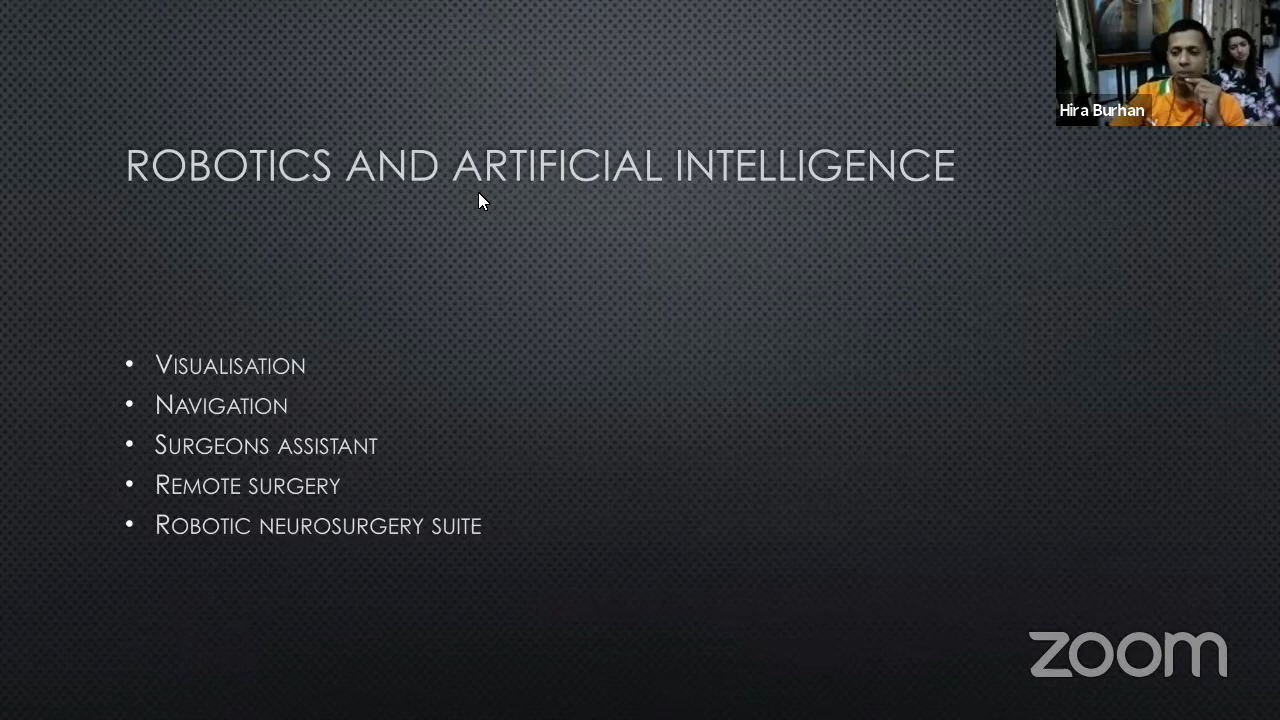 Hira Burhan
ROBOTICS AND ARTIFICIAL INTELLIGENCE
• VISUALISATION
• NAVIGATION
• SURGEONS ASSISTANT
• REMOTE SURGERY
• ROBOTIC NEUROSURGERY SUITE
zoom